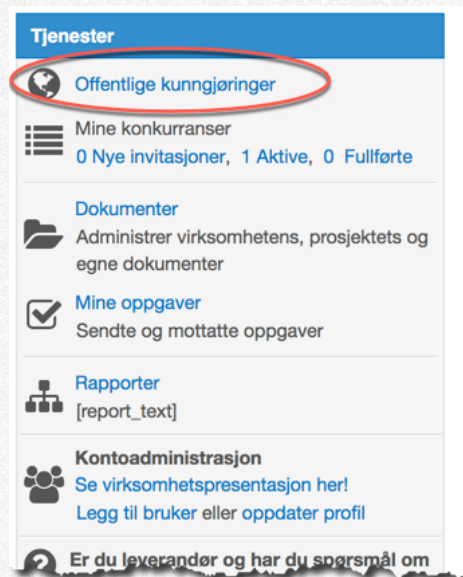 Tjenester
Offentlige kunngjøringer
Mine konkurranser
0 Nye invitasjoner, 1 Aktive, 0 Fullførte
Dokumenter
Administrer virksomhetens, prosjektets og
egne dokumenter
Mine oppgaver
Sendte og mottatte oppgaver
Rapporter
[report_text]
Kontoadministrasjon
Se virksomhetspresentasjon her!
Legg til bruker eller oppdater profil
Er du leverandør og har du spørsmål om